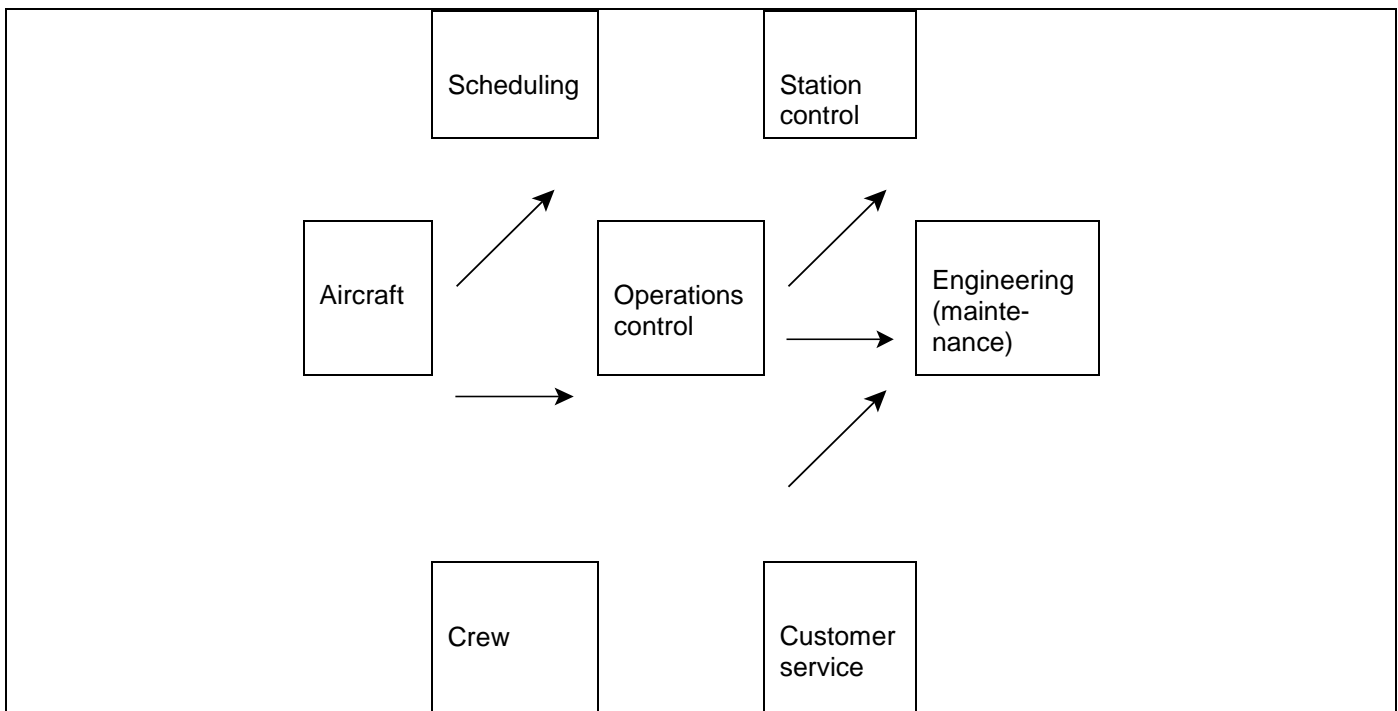 Scheduling
Station
control
Aircraft
Operations
control
Engineering
(mainte-
nance)
Crew
Customer
service